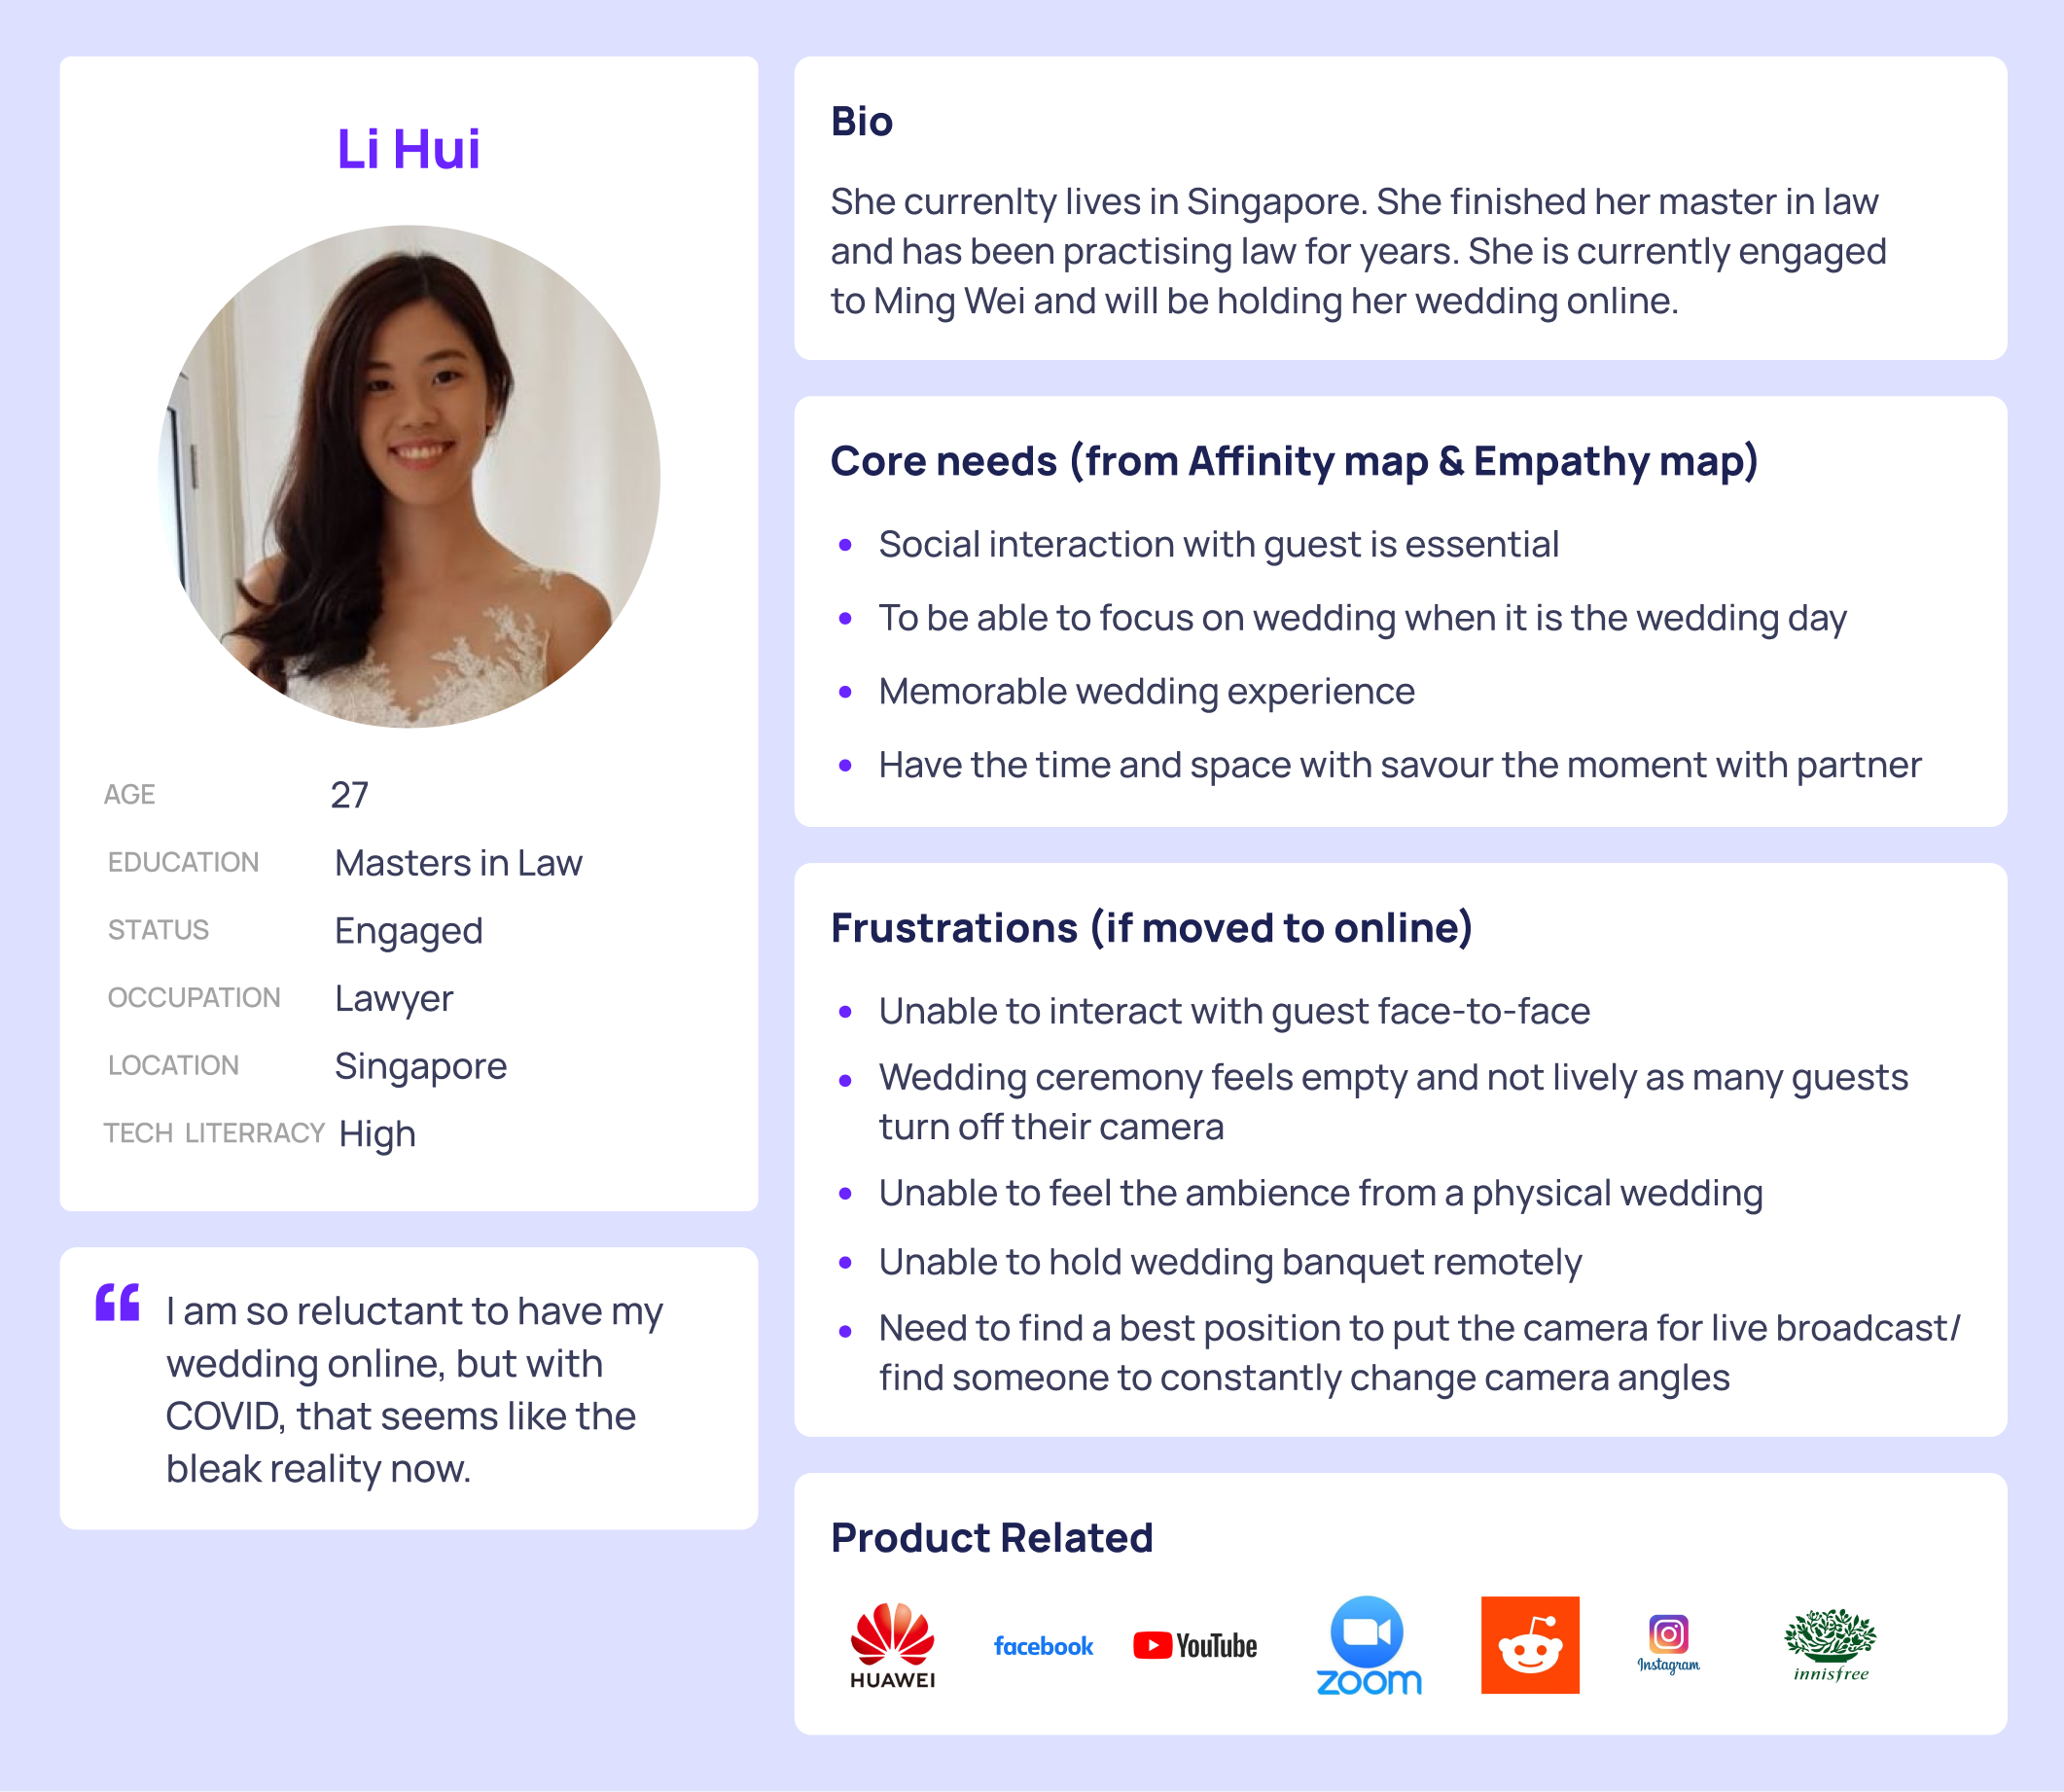 Li Hui
AGE 27
EDUCATION Masters in Law
STATUS Engaged
OCCUPATION Lawyer
LOCATION Singapore
TECH LITERRACY High
“ I am so reluctant to have my
wedding online, but with
COVID, that seems like the
bleak reality now.
Bio
She currenlty lives in Singapore. She finished her master in law
and has been practising law for years. She is currently engaged
to Ming Wei and will be holding her wedding online.
Core needs (from Affinity map & Empathy map)
• Social interaction with guest is essential
• To be able to focus on wedding when it is the wedding day
• Memorable wedding experience
• Have the time and space with savour the moment with partner
Frustrations (if moved to online)
• Unable to interact with guest face-to-face
• Wedding ceremony feels empty and not lively as many guests
turn off their camera
• Unable to feel the ambience from a physical wedding
• Unable to hold wedding banquet remotely
• Need to find a best position to put the camera for live broadcast/
find someone to constantly change camera angles
Product Related
HUAWEI facebook YouTube zoom Instagram innisfree